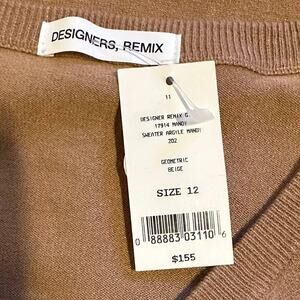 DESIGNERS, REMIX
11
DESIGNER REMIX G.
17914 MANDY
SWEATER ARGYLE MANDY
202
GEOMETRIC
BEIGE
SIZE 12
0 88883 03110 6
$155